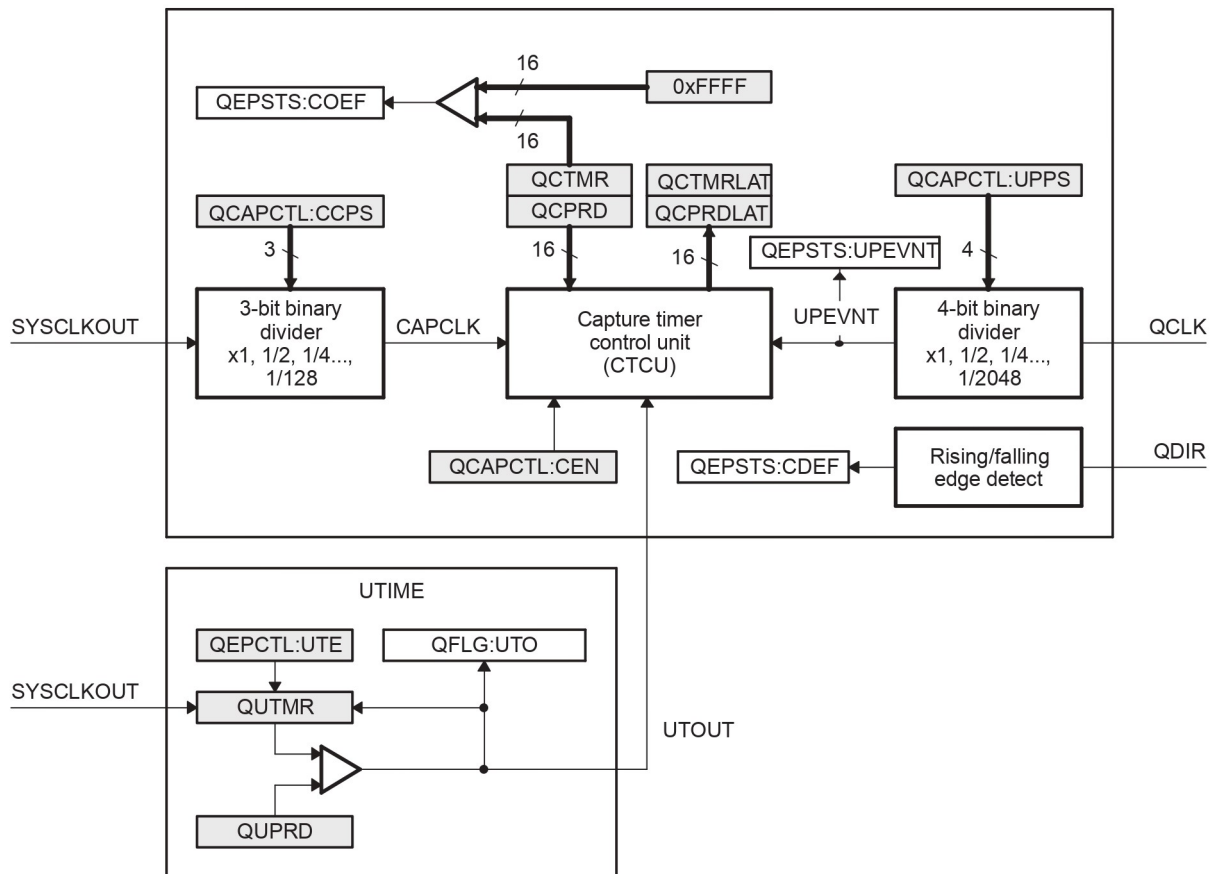 16
0xFFFF
QEPSTS:COEF
16
QCTMR
QCTMRLAT
QCAPCTL:UPPS
QCAPCTL:CCPS
QCPRD
QCPRDLAT
3
16
16
QEPSTS:UPEVNT
4
SYSCLKOUT
3-bit binary
divider
x1, 1/2, 1/4...,
1/128
CAPCLK
Capture timer
control unit
(CTCU)
UPEVNT
4-bit binary
divider
x1, 1/2, 1/4...,
1/2048
QCLK
QCAPCTL:CEN
QEPSTS:CDEF
Rising/falling
edge detect
QDIR
UTIME
QEPCTL:UTE
QFLG:UTO
SYSCLKOUT
QUTMR
UTOUT
QUPRD